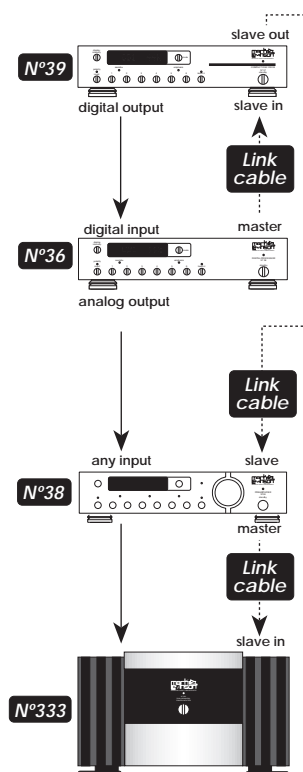 slave out
Nº39
digital output
slave in
Link
cable
digital input
master
Nº36
analog output
Link
cable
any input
slave
Nº38
master
Link
cable
slave in
Nº333